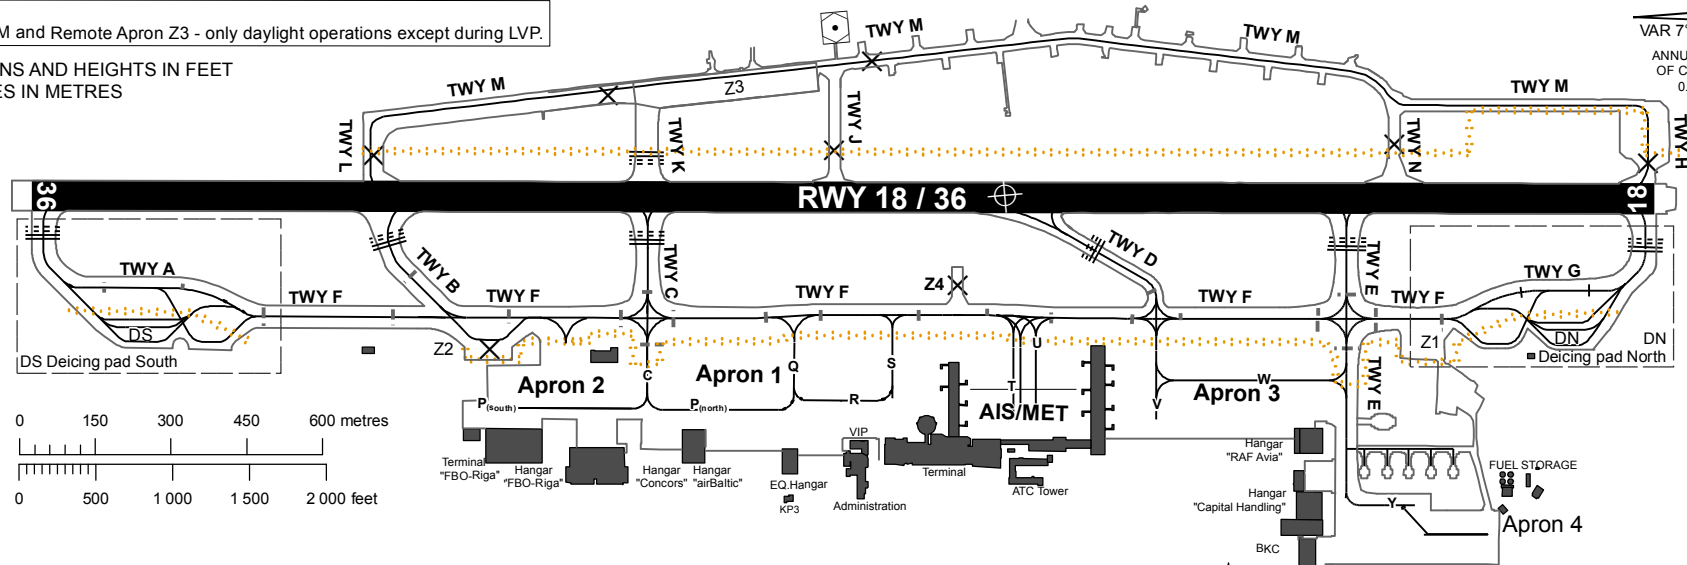 M and Remote Apron Z3 - only daylight operations except during LVP.
NS AND HEIGHTS IN FEET
ES IN METRES
VAR 7°
ANNU
OF C
0.
TWY M
TWY M
TWY M
TWY M
Z3
TWY L
TWY K
TWY J
TWY N
TWY H
36
RWY 18 / 36
18
TWY A
TWY B
TWY C
TWY D
TWY E
TWY G
TWY F
TWY F
TWY F
TWY F
TWY F
Z4
DS
DS Deicing pad South
Z2
Z1
DN
DN
Deicing pad North
Apron 2
Apron 1
Apron 3
AIS/MET
TWY E
C
Q
S
T
U
V
W
R
P(south)
P(north)
0 150 300 450 600 metres
0 500 1 000 1 500 2 000 feet
Terminal
"FBO-Riga"
Hangar
"FBO-Riga"
Hangar
"Concors"
Hangar
"airBaltic"
EQ.Hangar
KP3
VIP
Administration
Terminal
ATC Tower
Hangar
"RAF Avia"
Hangar
"Capital Handling"
BKC
Y
FUEL STORAGE
Apron 4